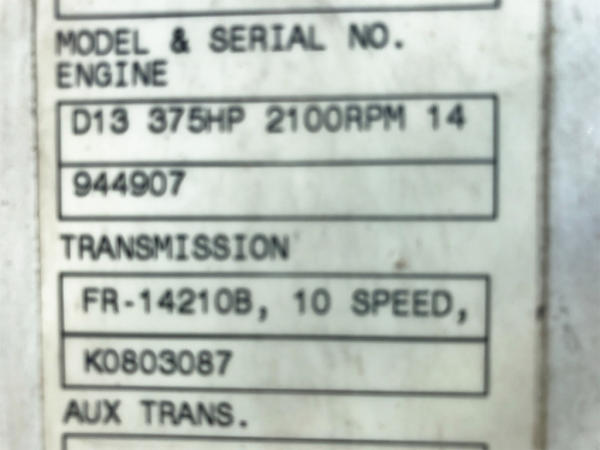 MODEL & SERIAL NO.
ENGINE
D13 375HP 2100RPM 14
944907
TRANSMISSION
FR-14210B, 10 SPEED,
K0803087
AUX TRANS.